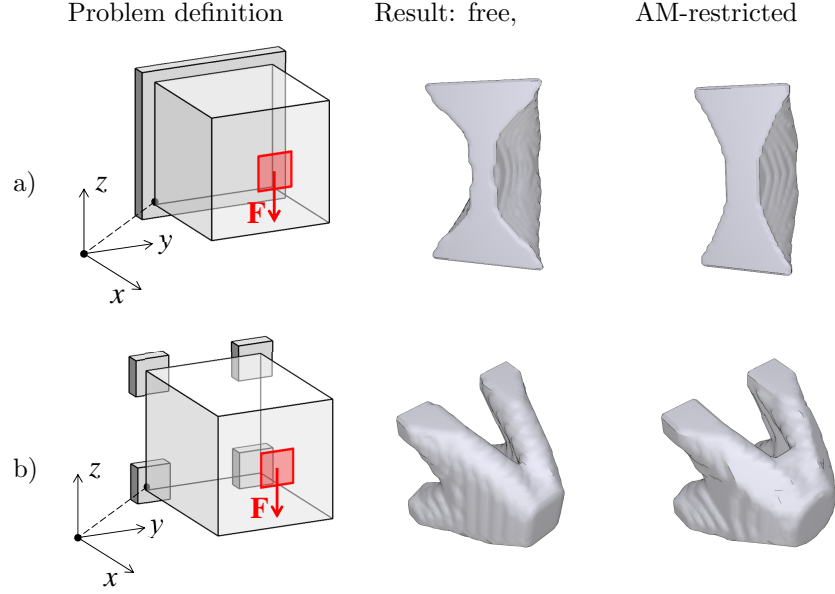 Problem definition Result: free, AM-restricted
a)
z
F
y
x
b)
z
F
y
x